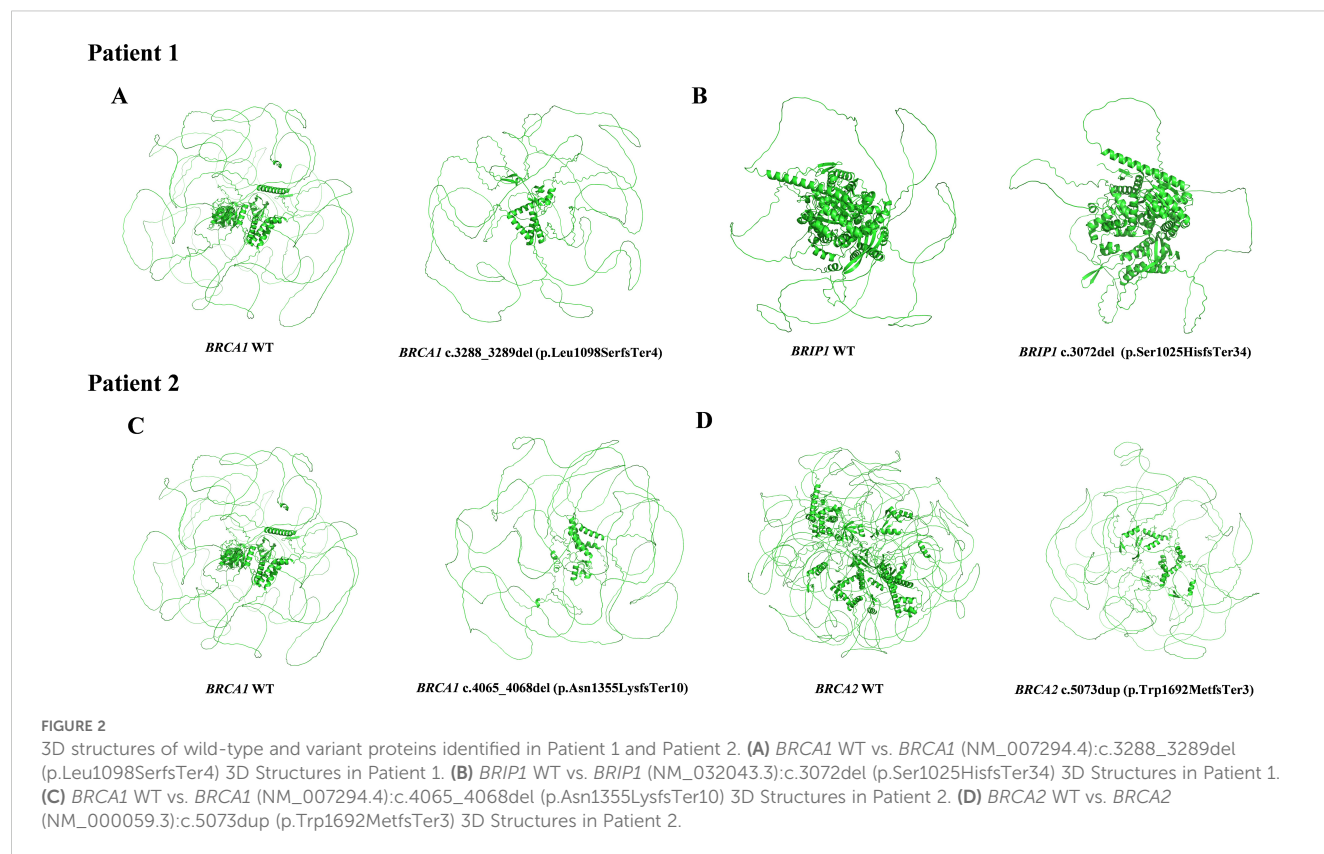 Patient 1
A
B
BRCA1 WT
BRCA1 c.3288_3289del (p.Leu1098SerfsTer4)
BRIP1 WT
BRIP1 c.3072del (p.Ser1025HisfsTer34)
Patient 2
C
D
BRCA1 WT
BRCA1 c.4065_4068del (p.Asn1355LysfsTer10)
BRCA2 WT
BRCA2 c.5073dup (p.Trp1692MetfsTer3)
FIGURE 2
3D structures of wild-type and variant proteins identified in Patient 1 and Patient 2. (A) BRCA1 WT vs. BRCA1 (NM_007294.4):c.3288_3289del
(p.Leu1098SerfsTer4) 3D Structures in Patient 1. (B) BRIP1 WT vs. BRIP1 (NM_032043.3):c.3072del (p.Ser1025HisfsTer34) 3D Structures in Patient 1.
(C) BRCA1 WT vs. BRCA1 (NM_007294.4):c.4065_4068del (p.Asn1355LysfsTer10) 3D Structures in Patient 2. (D) BRCA2 WT vs. BRCA2
(NM_000059.3):c.5073dup (p.Trp1692MetfsTer3) 3D Structures in Patient 2.